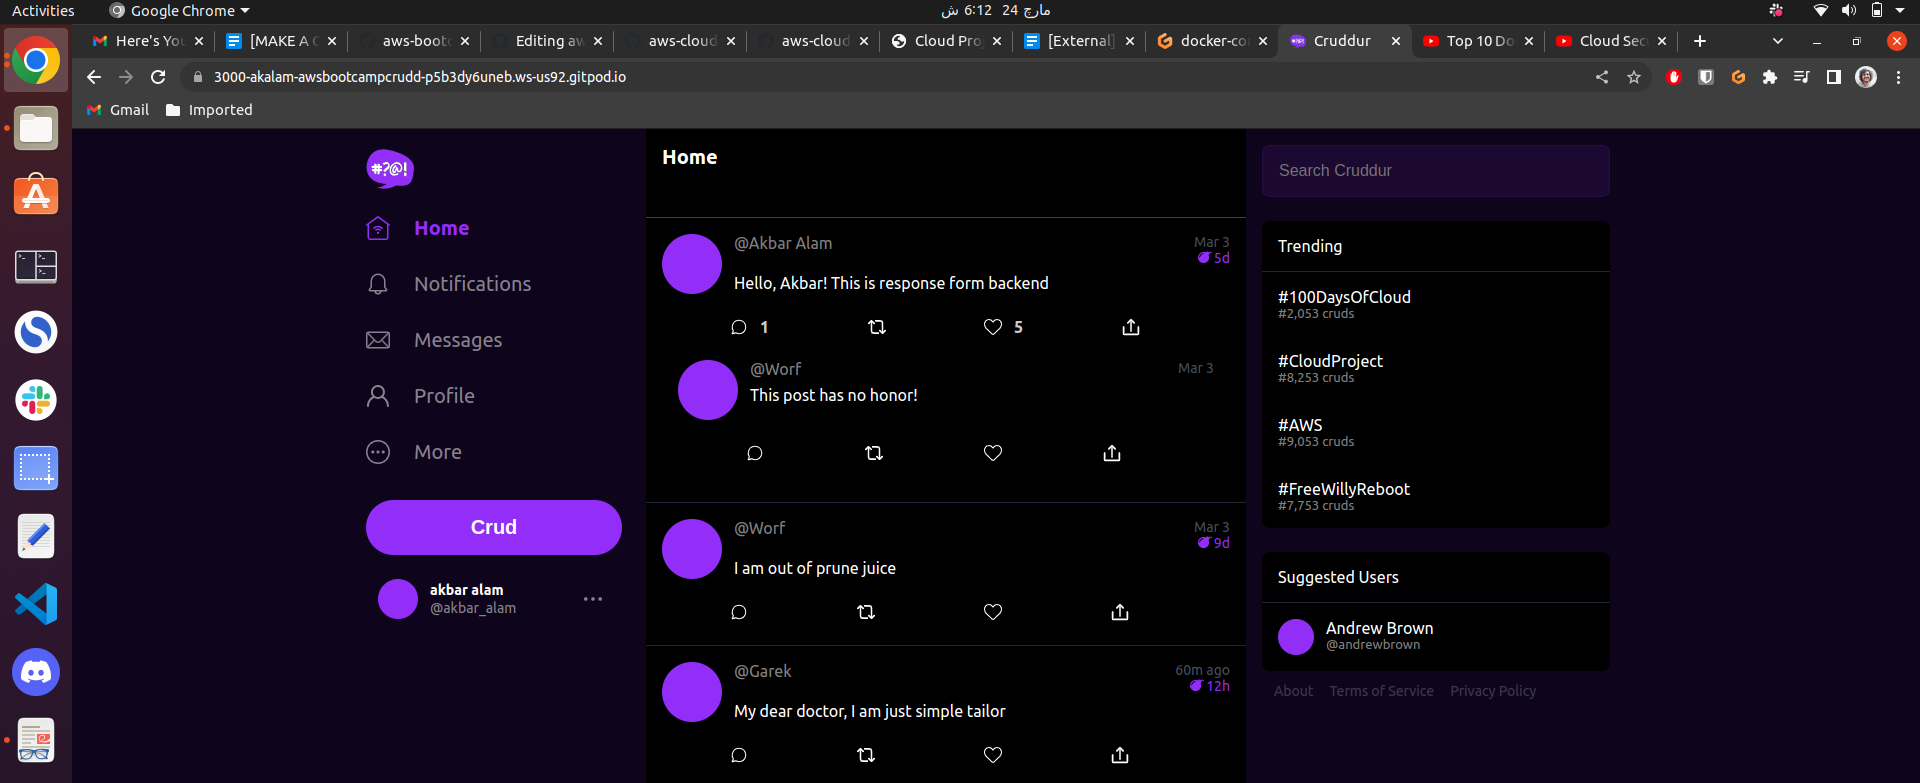 Activities
Google Chrome
مارچ 24  6:12 ش
Here's You
[MAKE A C
aws-bootc
Editing aw
aws-cloud
aws-cloud
Cloud Proj
[External]
docker-co
Cruddur
Top 10 Do
Cloud Secu
3000-akalam-awsbootcampcrudd-p5b3dy6uneb.ws-us92.gitpod.io
Gmail
Imported
#?@!
Home
Notifications
Messages
Profile
More
Crud
akbar alam
@akbar_alam
Home
@Akbar Alam
Mar 3
5d
Hello, Akbar! This is response form backend
1
5
@Worf
Mar 3
This post has no honor!
@Worf
Mar 3
9d
I am out of prune juice
@Garek
60m ago
12h
My dear doctor, I am just simple tailor
Search Cruddur
Trending
#100DaysOfCloud
#2,053 cruds
#CloudProject
#8,253 cruds
#AWS
#9,053 cruds
#FreeWillyReboot
#7,753 cruds
Suggested Users
Andrew Brown
@andrewbrown
About
Terms of Service
Privacy Policy